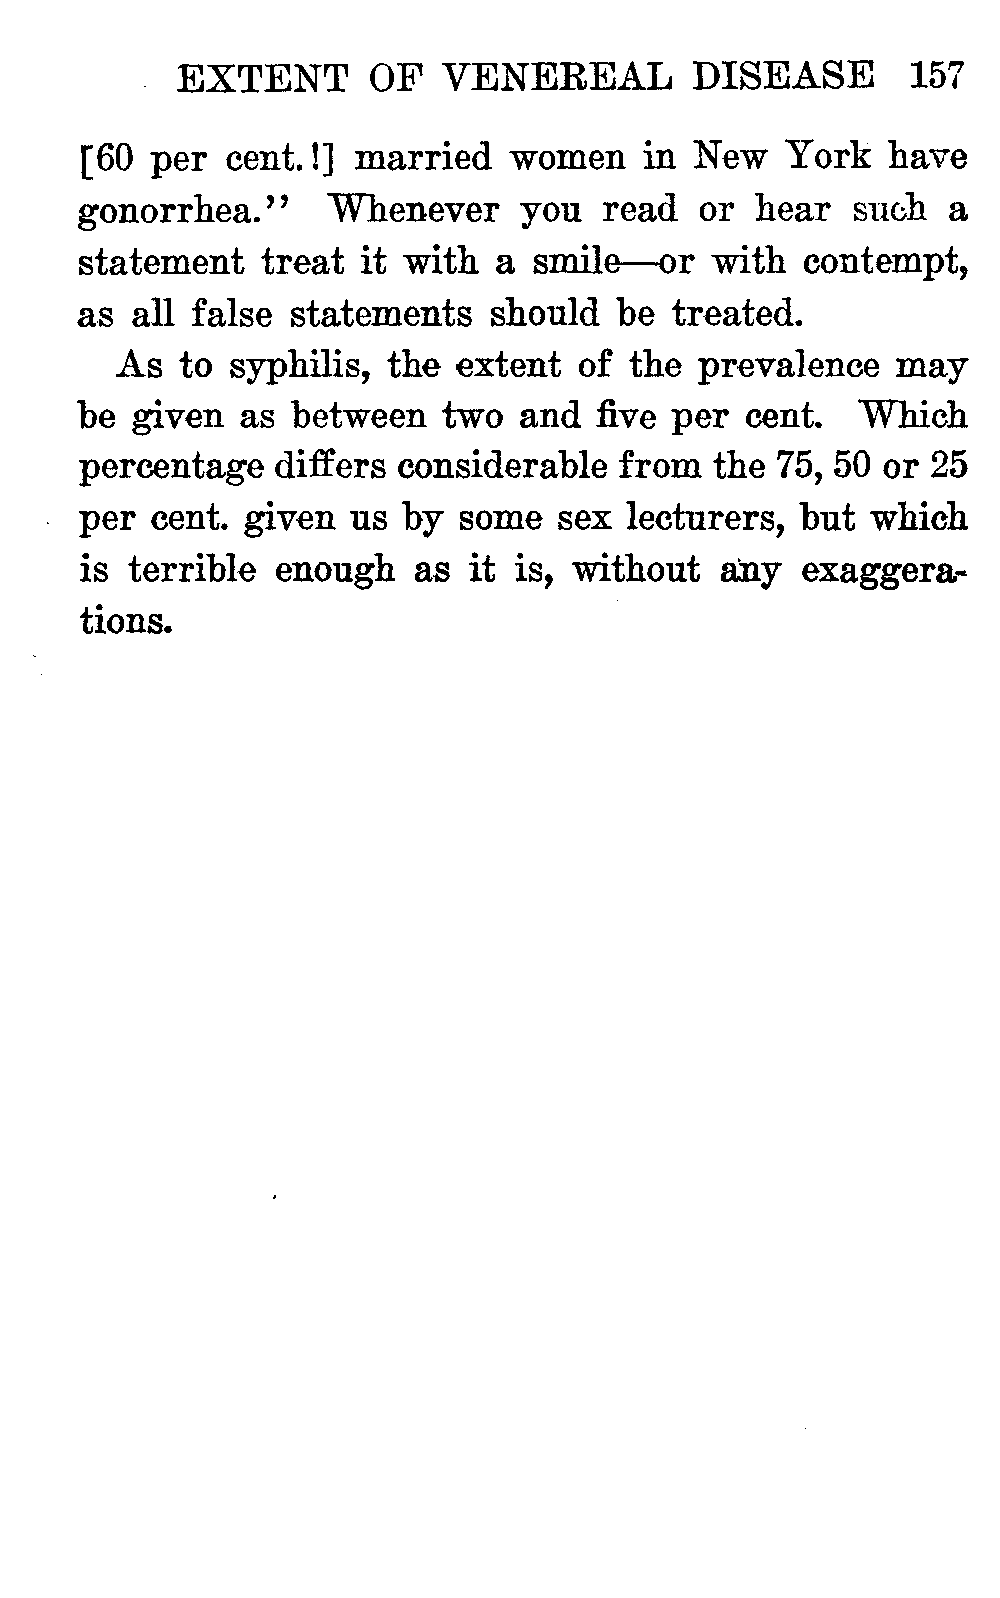 EXTENT OF VENEREAL DISEASE 157
[60 per cent.!] married women in New York have
gonorrhea.” Whenever you read or hear such a
statement treat it with a smile—or with contempt,
as all false statements should be treated.
As to syphilis, the extent of the prevalence may
be given as between two and five per cent. Which
percentage differs considerable from the 75, 50 or 25
per cent. given us by some sex lecturers, but which
is terrible enough as it is, without any exaggera-
tions.